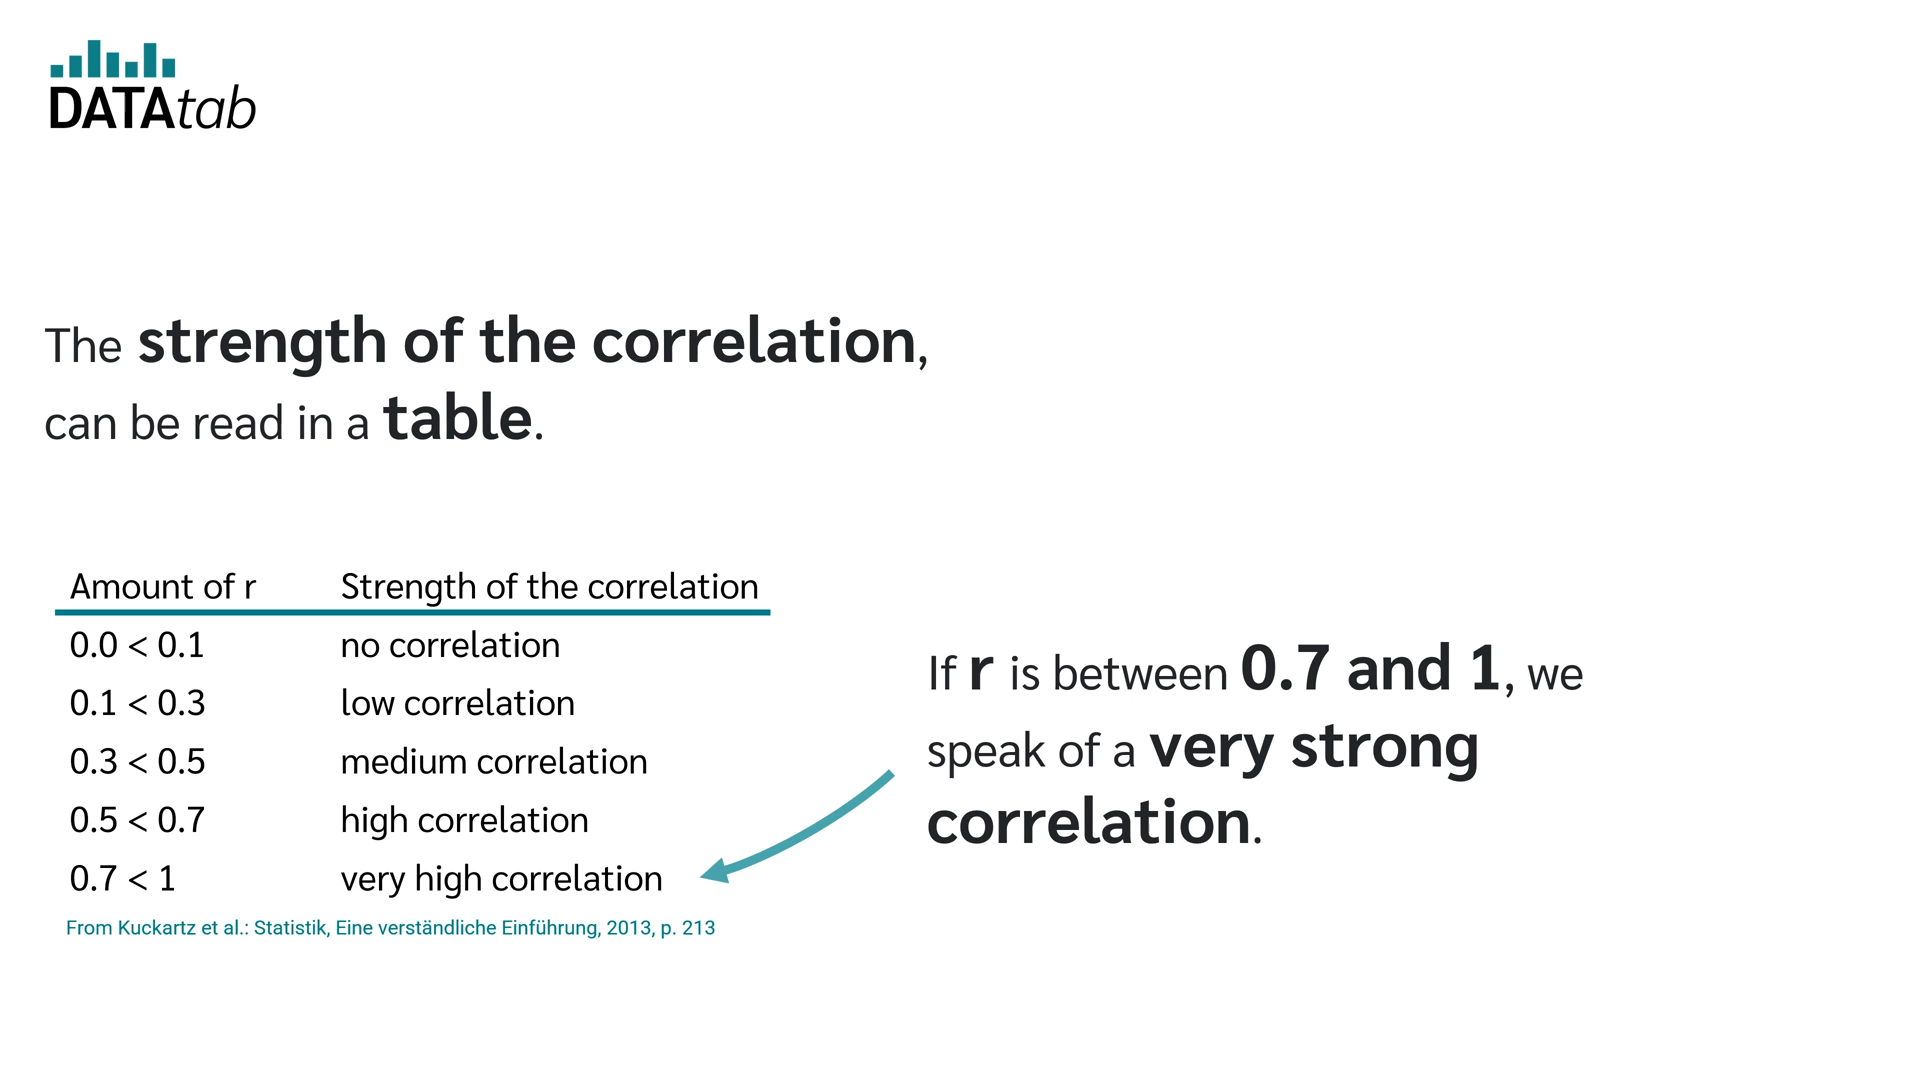 DATAtab
The strength of the correlation,
can be read in a table.
Amount of r Strength of the correlation
0.0 < 0.1 no correlation
0.1 < 0.3 low correlation
0.3 < 0.5 medium correlation
0.5 < 0.7 high correlation
0.7 < 1 very high correlation
From Kuckartz et al.: Statistik, Eine verständliche Einführung, 2013, p. 213
If r is between 0.7 and 1, we
speak of a very strong
correlation.